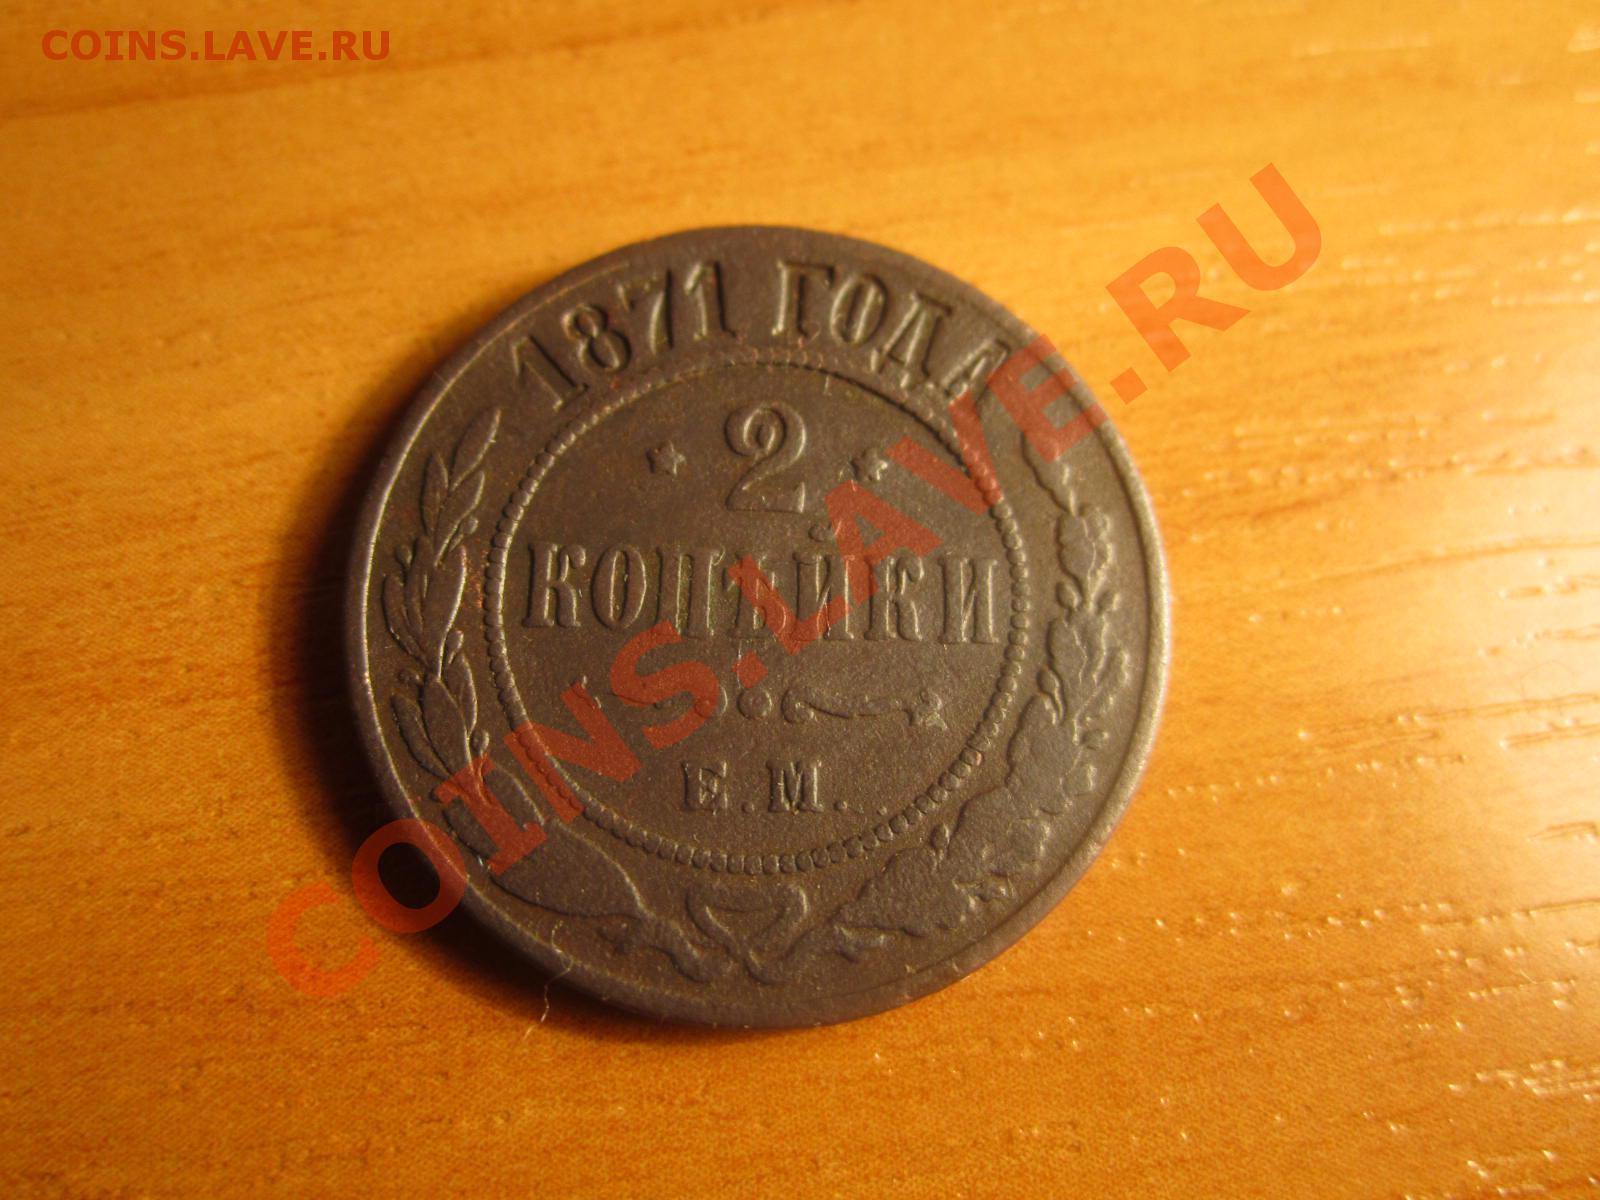 COINS.LAVE.RU
1871 ГОДА
2
КОПѢЙКИ
Е.М.
COINS.LAVE.RU